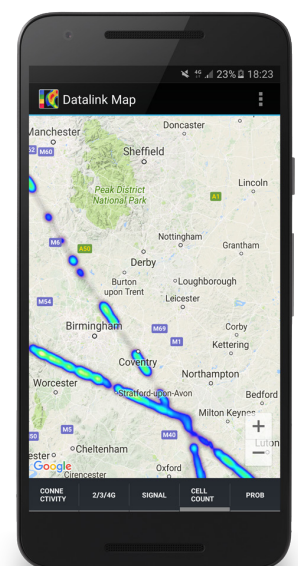 4G 23% 18:23
Datalink Map
Manchester
Doncaster
M60
Sheffield
Peak District
National Park
Lincoln
A1
M6
A50
Nottingham
Grantham
Derby
Burton
upon Trent
Loughborough
M54
Leicester
Birmingham
M69
Corby
M1
Kettering
Coventry
Worcester
Northampton
Stratford-upon-Avon
Bedford
Milton Keynes
M50
M5
M40
+
Luton
Cheltenham
−
Google
Oxford
Cirencester
CONNE
CTIVITY
2/3/4G
SIGNAL
CELL
COUNT
PROB